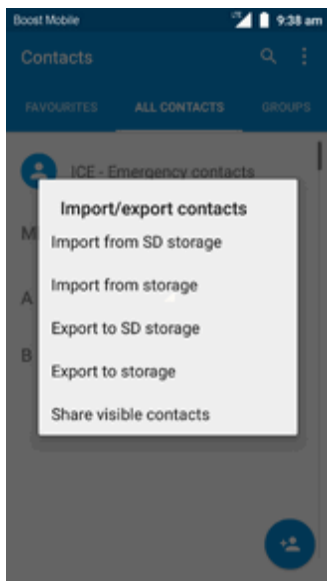 Boost Mobile 9:38 am
Contacts
FAVOURITES ALL CONTACTS GROUPS
ICE - Emergency contacts
Import/export contacts
M
Import from SD storage
Import from storage
A
Export to SD storage
B
Export to storage
Share visible contacts